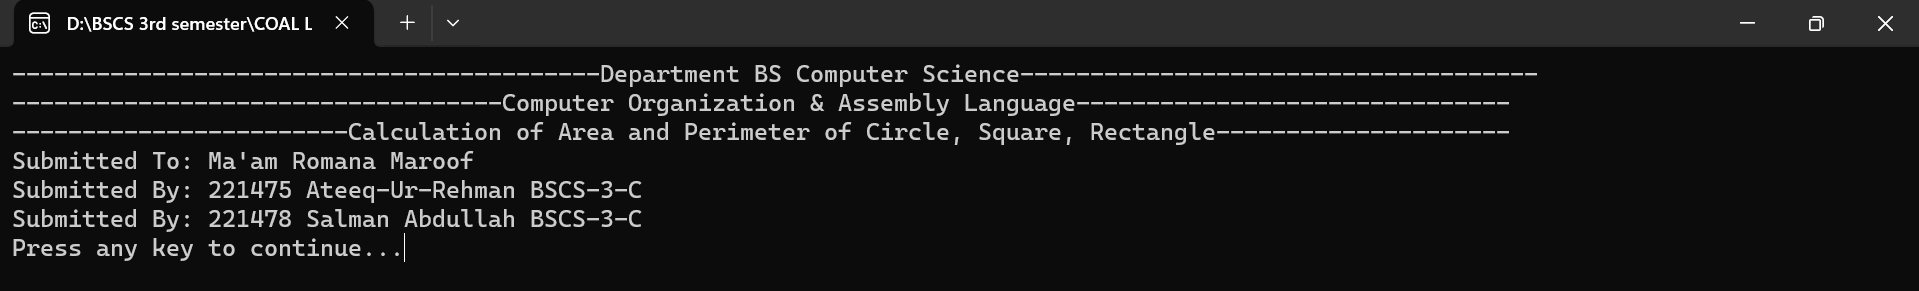 D:\BSCS 3rd semester\COAL L
------------------------------------------Department BS Computer Science-------------------------------------
-----------------------------------Computer Organization & Assembly Language-------------------------------
------------------------Calculation of Area and Perimeter of Circle, Square, Rectangle---------------------
Submitted To: Ma'am Romana Maroof
Submitted By: 221475 Ateeq-Ur-Rehman BSCS-3-C
Submitted By: 221478 Salman Abdullah BSCS-3-C
Press any key to continue...